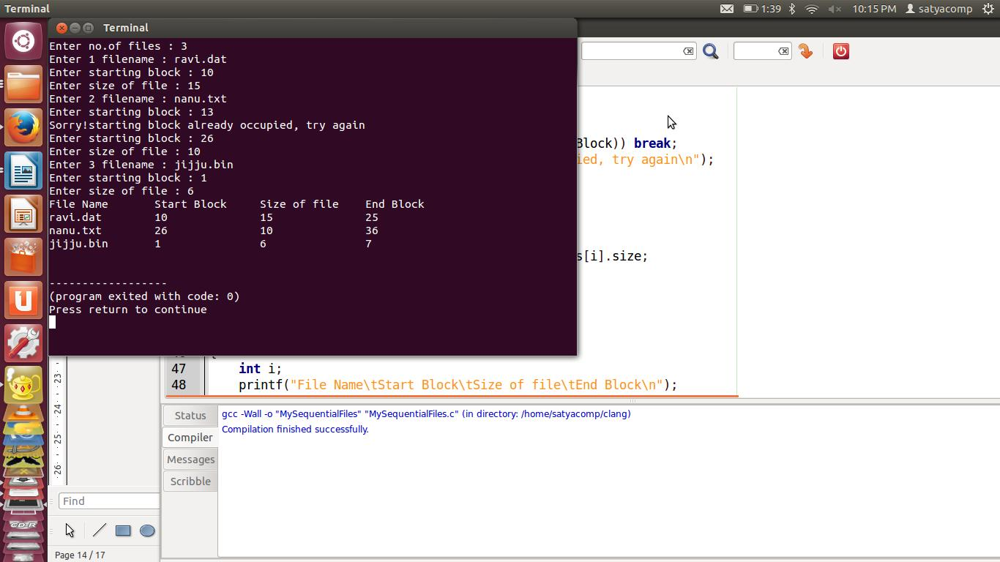 Terminal
1:39
10:15 PM
satyacomp
Terminal
Enter no.of files : 3
Enter 1 filename : ravi.dat
Enter starting block : 10
Enter size of file : 15
Enter 2 filename : nanu.txt
Enter starting block : 13
Sorry!starting block already occupied, try again
Enter starting block : 26
Enter size of file : 10
Enter 3 filename : jijju.bin
Enter starting block : 1
Enter size of file : 6
File Name Start Block Size of file End Block
ravi.dat 10 15 25
nanu.txt 26 10 36
jijju.bin 1 6 7
------------------
(program exited with code: 0)
Press return to continue
Block)) break;
ied, try again\n");
s[i].size;
47 int i;
48 printf("File Name\tStart Block\tSize of file\tEnd Block\n");
23
24
25
26
Status
Compiler
Messages
Scribble
gcc -Wall -o "MySequentialFiles" "MySequentialFiles.c" (in directory: /home/satyacomp/clang)
Compilation finished successfully.
Find
CD-R
Page 14 / 17